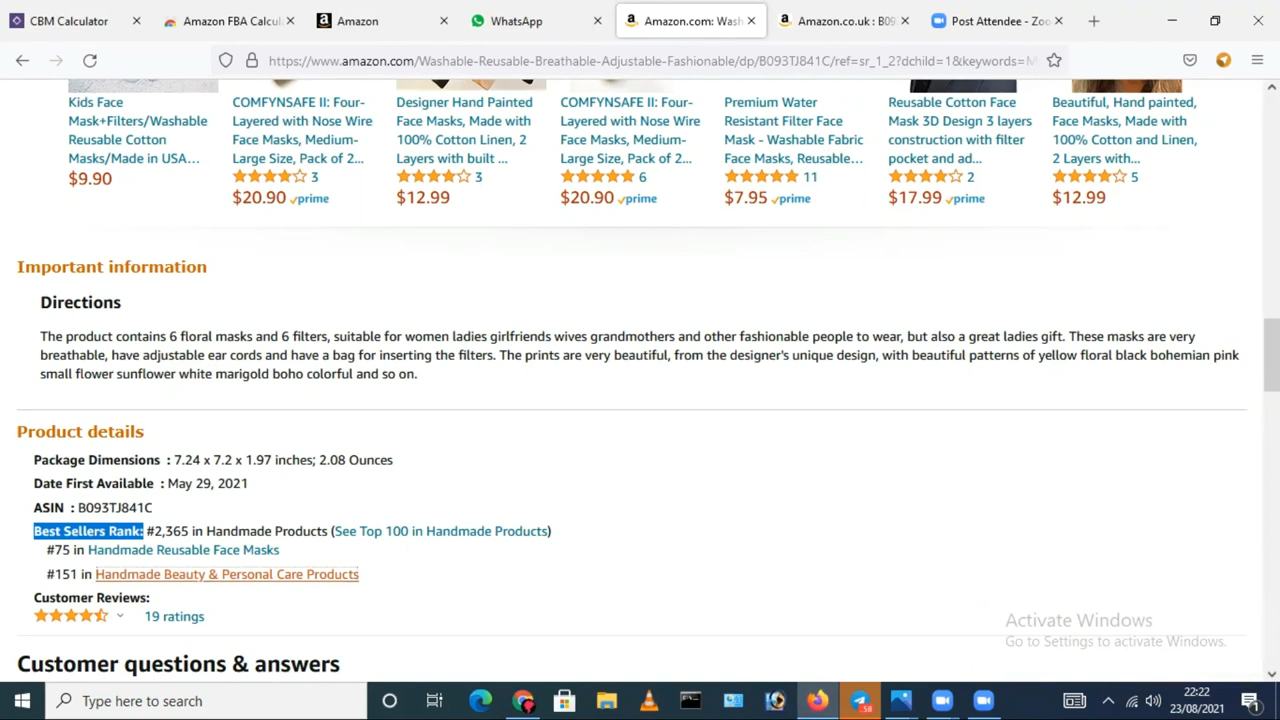 CBM Calculator
Amazon FBA Calcul
Amazon
WhatsApp
Amazon.com: Wash
Amazon.co.uk : B09
Post Attendee - Zoo
https://www.amazon.com/Washable-Reusable-Breathable-Adjustable-Fashionable/dp/B093TJ841C/ref=sr_1_2?dchild=1&keywords=M
Kids Face
Mask+Filters/Washable
Reusable Cotton
Masks/Made in USA...
$9.90
COMFYNSAFE II: Four-
Layered with Nose Wire
Face Masks, Medium-
Large Size, Pack of 2...
3
$20.90 prime
Designer Hand Painted
Face Masks, Made with
100% Cotton Linen, 2
Layers with built ...
3
$12.99
COMFYNSAFE II: Four-
Layered with Nose Wire
Face Masks, Medium-
Large Size, Pack of 2...
6
$20.90 prime
Premium Water
Resistant Filter Face
Mask - Washable Fabric
Face Masks, Reusable...
11
$7.95 prime
Reusable Cotton Face
Mask 3D Design 3 layers
construction with filter
pocket and ad...
2
$17.99 prime
Beautiful, Hand painted,
Face Masks, Made with
100% Cotton and Linen,
2 Layers with...
5
$12.99
Important information
Directions
The product contains 6 floral masks and 6 filters, suitable for women ladies girlfriends wives grandmothers and other fashionable people to wear, but also a great ladies gift. These masks are very
breathable, have adjustable ear cords and have a bag for inserting the filters. The prints are very beautiful, from the designer's unique design, with beautiful patterns of yellow floral black bohemian pink
small flower sunflower white marigold boho colorful and so on.
Product details
Package Dimensions : 7.24 x 7.2 x 1.97 inches; 2.08 Ounces
Date First Available : May 29, 2021
ASIN : B093TJ841C
Best Sellers Rank: #2,365 in Handmade Products (See Top 100 in Handmade Products)
#75 in Handmade Reusable Face Masks
#151 in Handmade Beauty & Personal Care Products
Customer Reviews:
19 ratings
Activate Windows
Go to Settings to activate Windows.
Customer questions & answers
Type here to search
22:22
23/08/2021